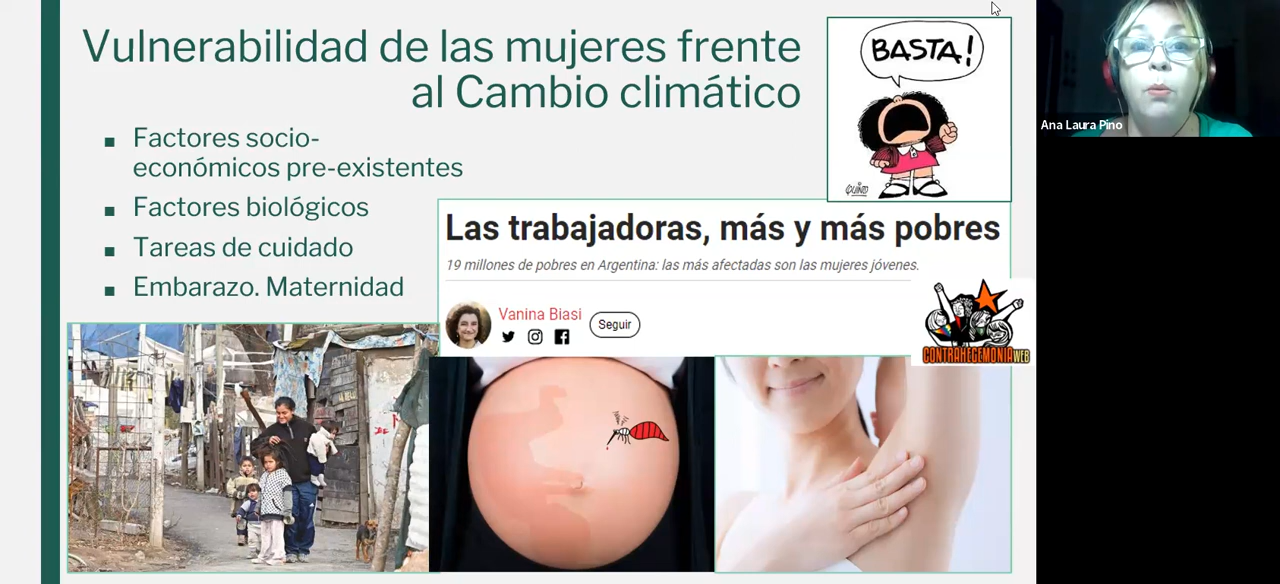 Vulnerabilidad de las mujeres frente
al Cambio climático
BASTA!
QUINO
Ana Laura Pino
Factores socio-
económicos pre-existentes
Factores biológicos
Tareas de cuidado
Embarazo. Maternidad
Las trabajadoras, más y más pobres
19 millones de pobres en Argentina: las más afectadas son las mujeres jóvenes.
Vanina Biasi
Seguir
CONTRAHEGEMONIAWEB